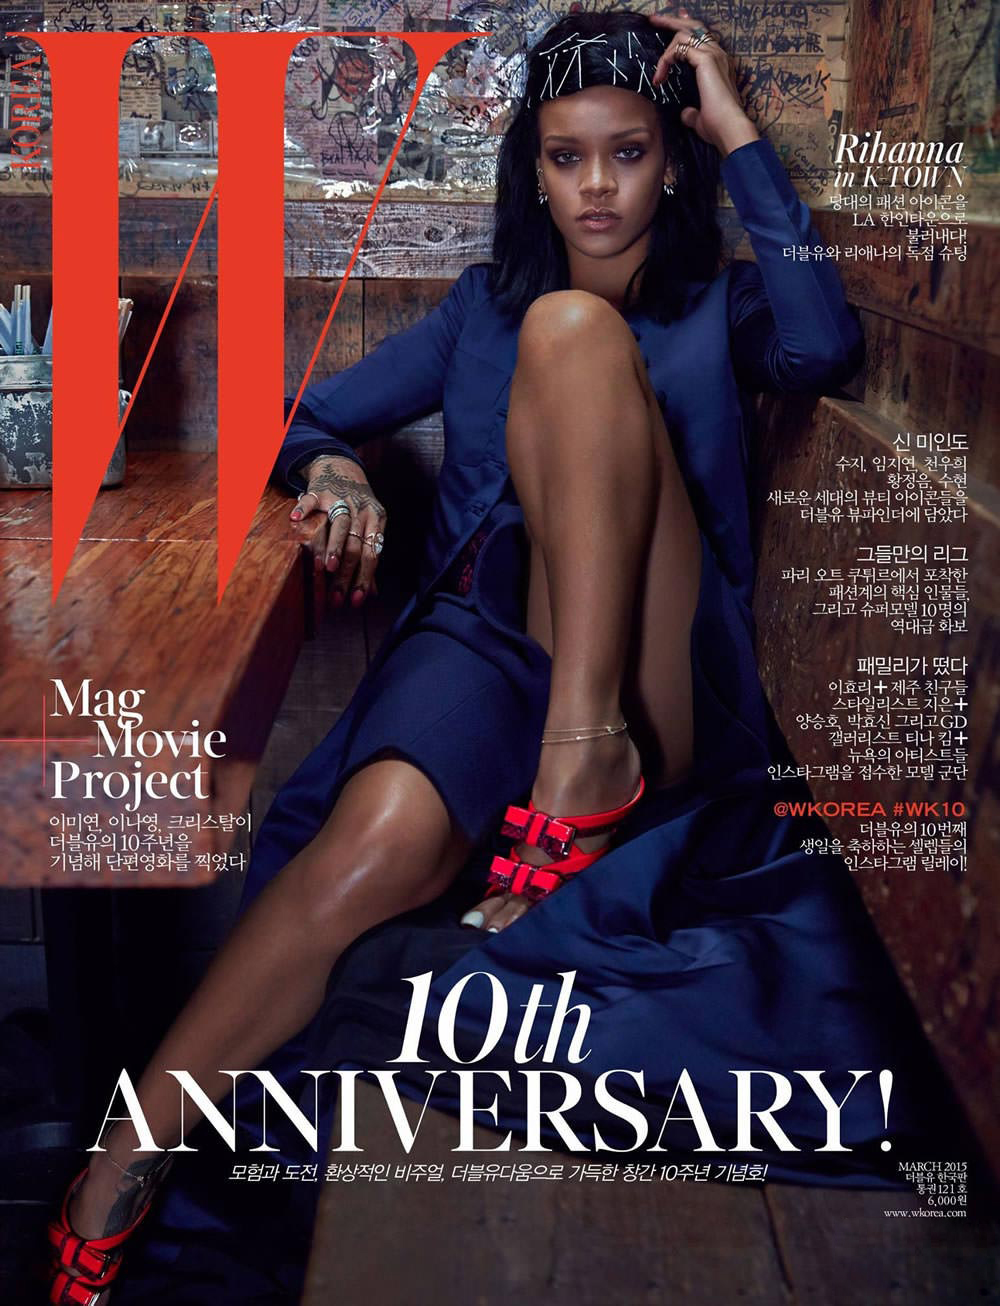 W
KOREA
Rihanna
in K-TOWN
당대의 패션 아이콘을
LA 한인타운으로
불러내다!
더블유와 리애나의 독점 슈팅
신 미인도
수지, 임지연, 천우희
황정음, 수현
새로운 세대의 뷰티 아이콘들을
더블유 뷰파인더에 담았다
그들만의 리그
파리 오트 쿠튀르에서 포착한
패션계의 핵심 인물들,
그리고 슈퍼모델 10명의
역대급 화보
패밀리가 떴다
이효리+제주 친구들
스타일리스트 지은+
양승호, 박효신 그리고 GD
갤러리스트 티나 킴+
뉴욕의 아티스트들
인스타그램을 접수한 모델 군단
@WKOREA #WK10
더블유의 10번째
생일을 축하하는 셀렙들의
인스타그램 릴레이!
Mag
Movie
Project
이미연, 이나영, 크리스탈이
더블유의 10주년을
기념해 단편영화를 찍었다
10th
ANNIVERSARY!
모험과 도전, 환상적인 비주얼, 더블유다움으로 가득한 창간 10주년 기념호!
MARCH 2015
더블유 한국판
통권 121호
6,000원
www.wkorea.com